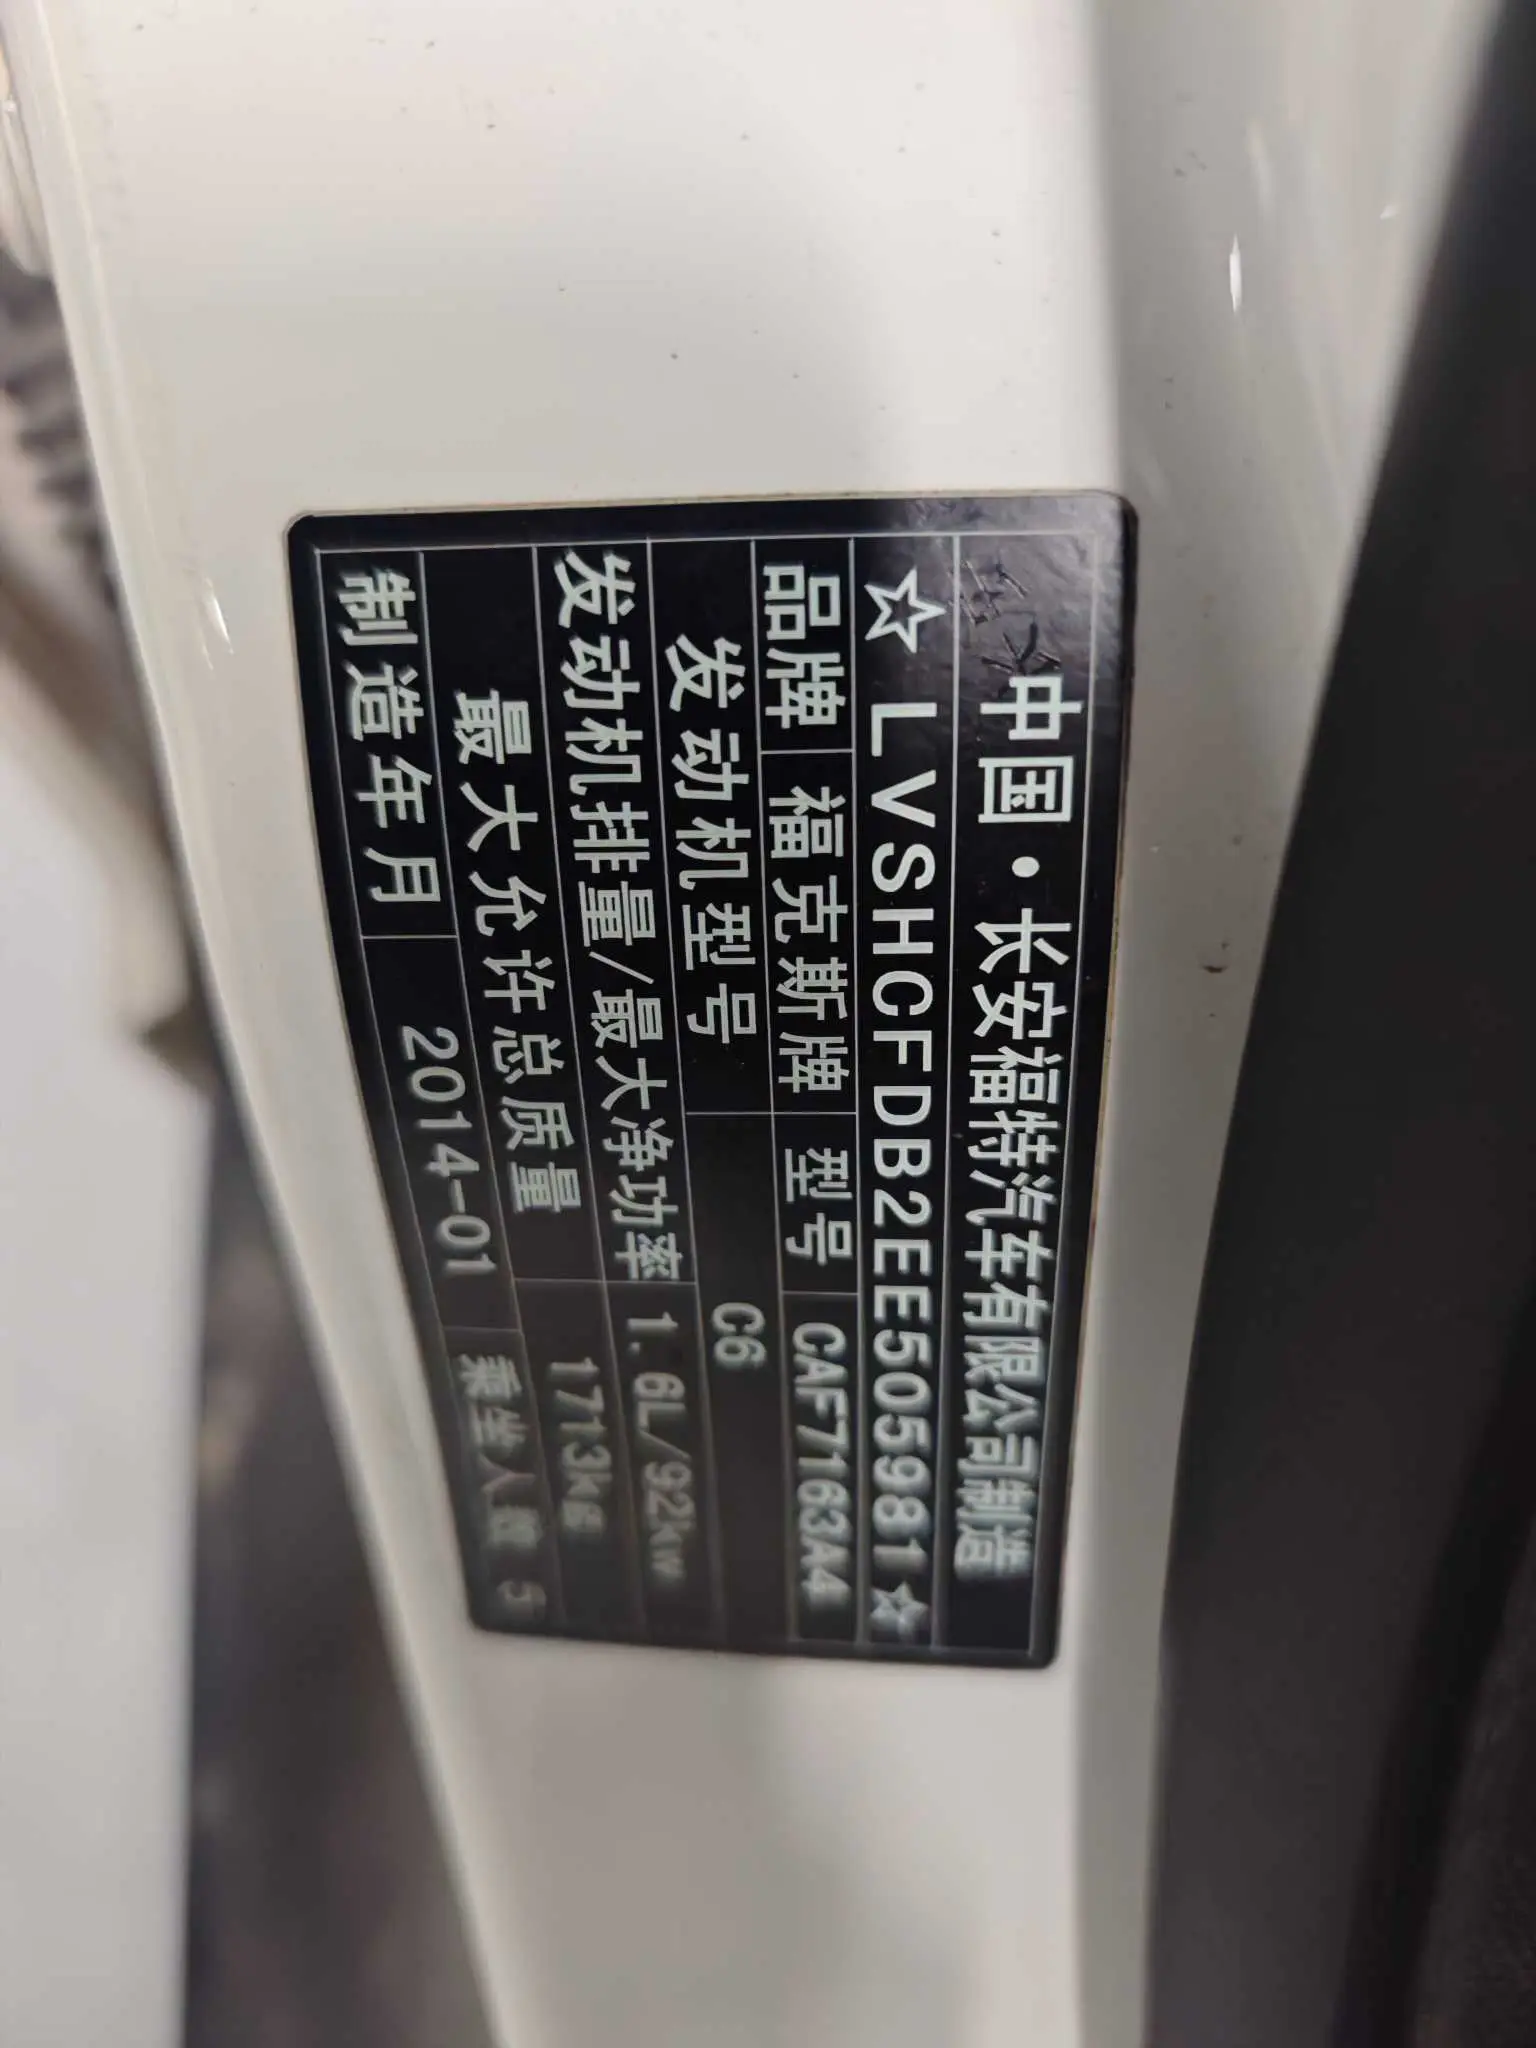 中国·长安福特汽车有限公司制造
☆LVSHCFDB2EE505981☆
品牌 福克斯牌 型号 CAF7163A4
发动机型号 C6
发动机排量/最大净功率 1.6L/92kw
最大允许总质量 1713kg
制造年月 2014-01 乘坐人数 5